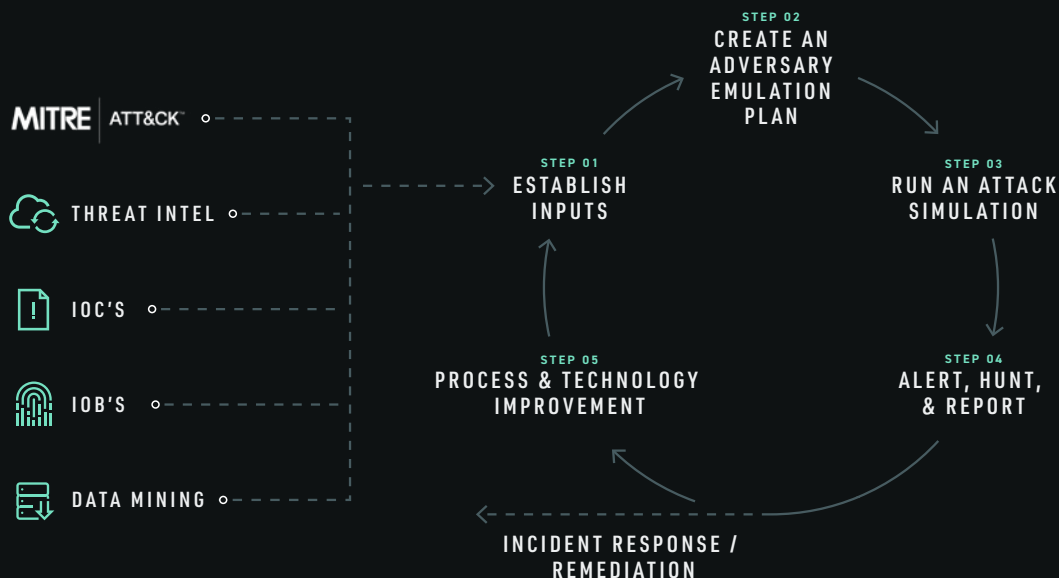 MITRE ATT&CK™
THREAT INTEL
IOC'S
IOB'S
DATA MINING
STEP 01
ESTABLISH
INPUTS
STEP 02
CREATE AN
ADVERSARY
EMULATION
PLAN
STEP 03
RUN AN ATTACK
SIMULATION
STEP 04
ALERT, HUNT,
& REPORT
STEP 05
PROCESS & TECHNOLOGY
IMPROVEMENT
INCIDENT RESPONSE /
REMEDIATION